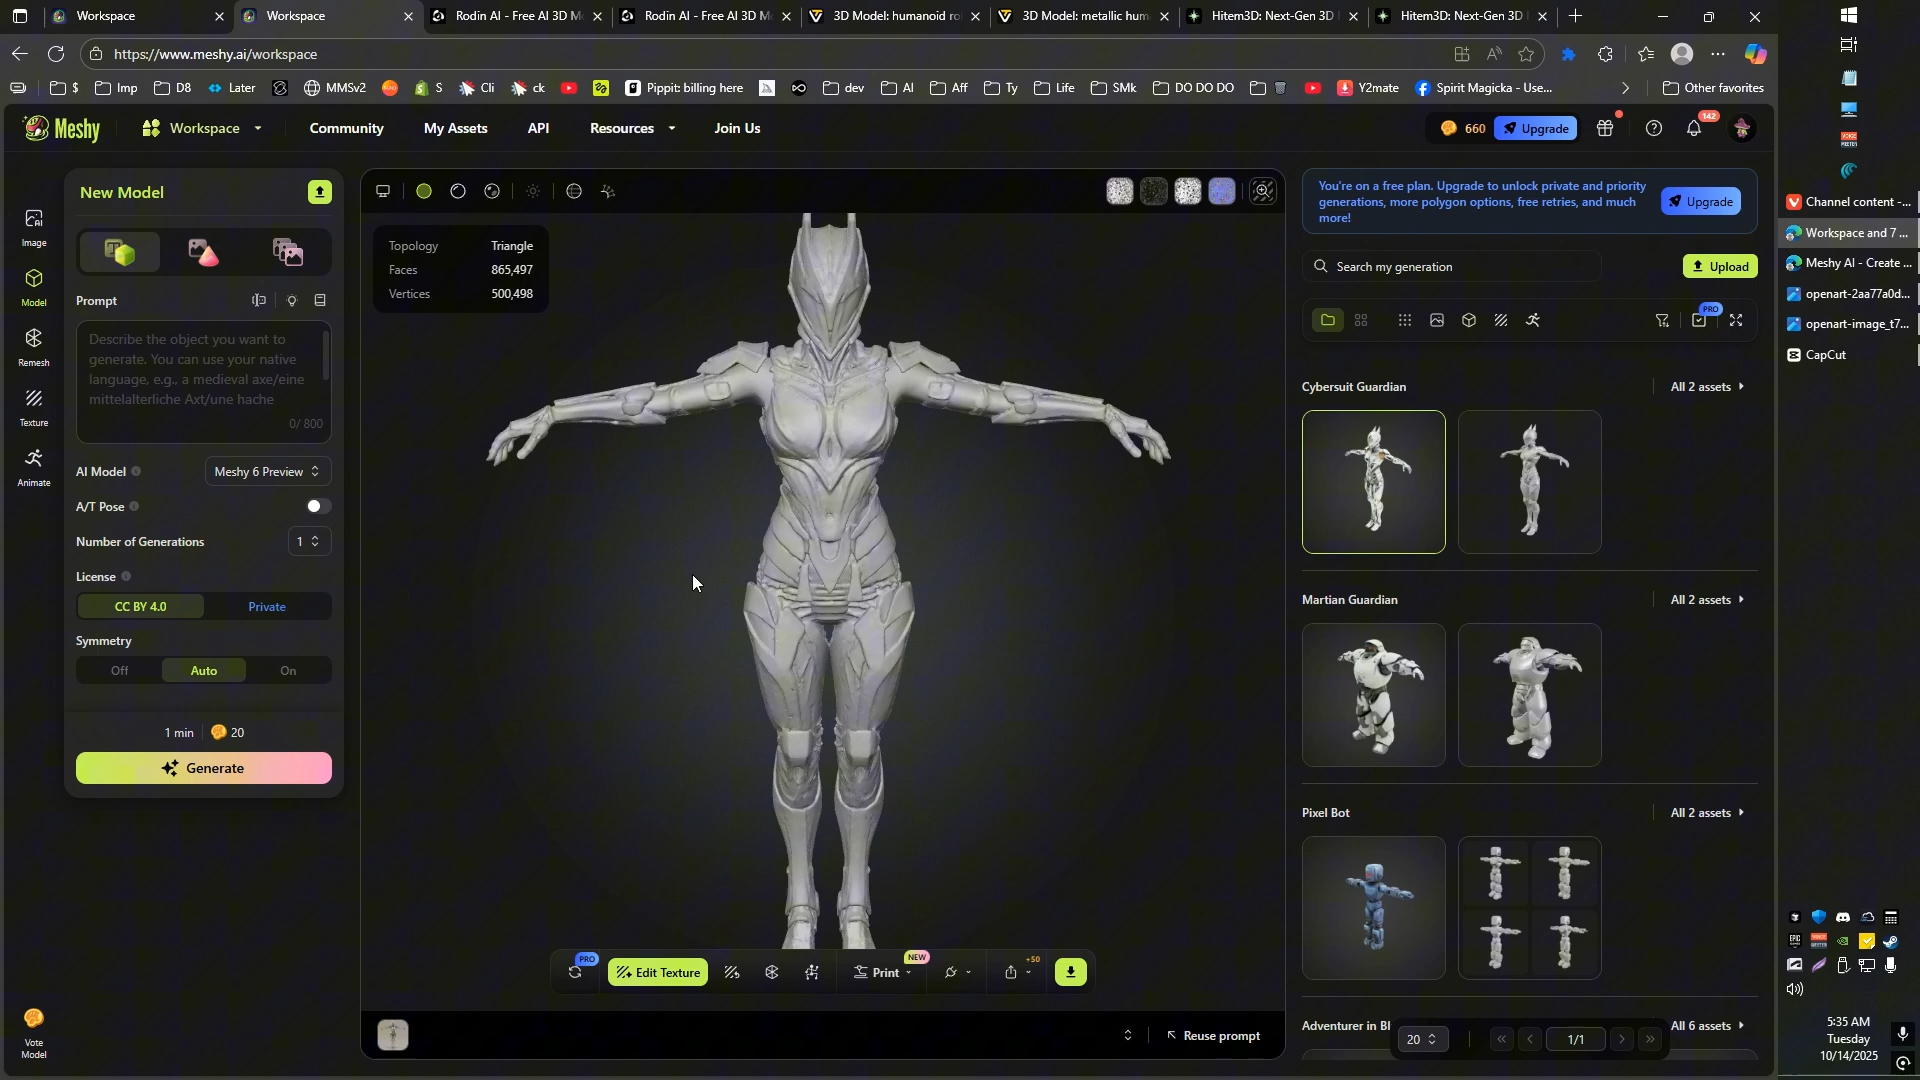 Workspace
Workspace
Rodin AI - Free AI 3D M
Rodin AI - Free AI 3D M
3D Model: humanoid ro
3D Model: metallic hum
Hitem3D: Next-Gen 3D
Hitem3D: Next-Gen 3D
https://www.meshy.ai/workspace
$
Imp
D8
Later
MMSv2
S
Cli
ck
Pippit: billing here
dev
AI
Aff
Ty
Life
SMk
DO DO DO
Y2mate
Spirit Magicka - Use...
Other favorites
Meshy
Workspace
Community
My Assets
API
Resources
Join Us
660
Upgrade
142
Image
Model
Remesh
Texture
Animate
Vote
Model
New Model
Prompt
Describe the object you want to
generate. You can use your native
language, e.g., a medieval axe/eine
mittelalterliche Axt/une hache
0/ 800
AI Model
Meshy 6 Preview
A/T Pose
Number of Generations
1
License
CC BY 4.0
Private
Symmetry
Off
Auto
On
1 min
20
Generate
Topology Triangle
Faces 865,497
Vertices 500,498
PRO
Edit Texture
Print
NEW
+50
Reuse prompt
You're on a free plan. Upgrade to unlock private and priority
generations, more polygon options, free retries, and much
more!
Upgrade
Search my generation
Upload
PRO
Cybersuit Guardian
All 2 assets
Martian Guardian
All 2 assets
Pixel Bot
All 2 assets
Adventurer in Bl
All 6 assets
20
1/1
Channel content -...
Workspace and 7 ...
Meshy AI - Create ...
openart-2aa77a0d...
openart-image_t7...
CapCut
5:35 AM
Tuesday
10/14/2025